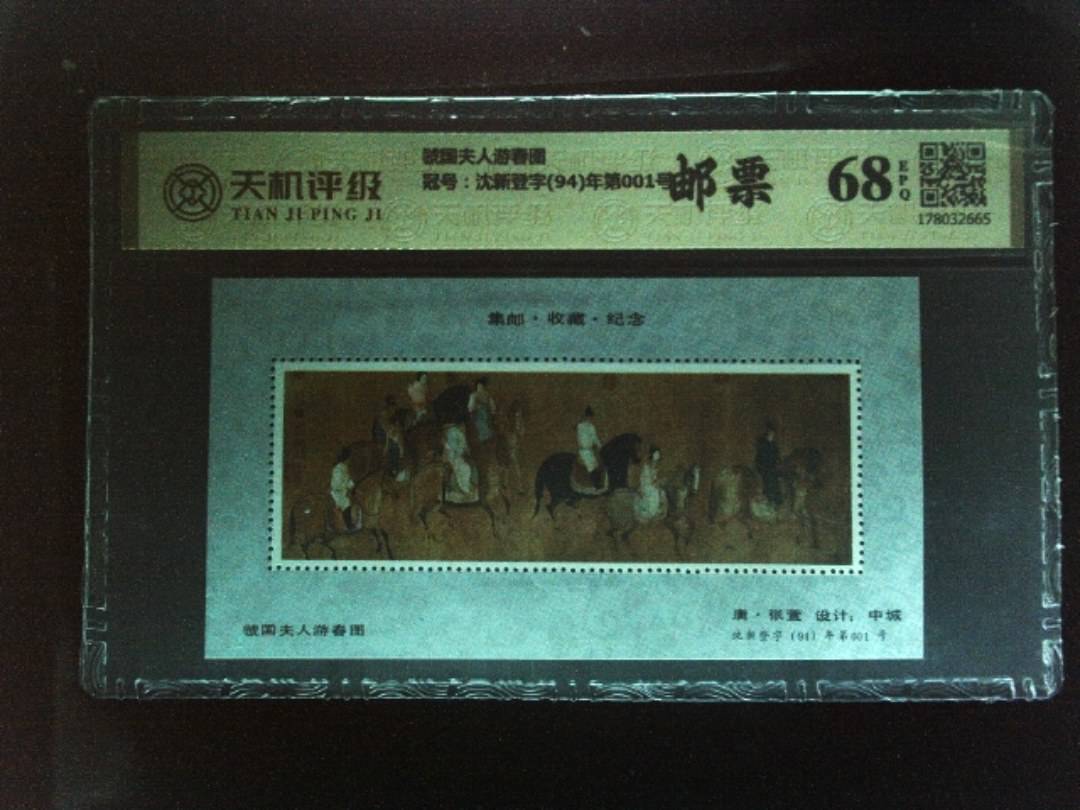 虢国夫人游春图
冠号：沈新登字(94)年第001号
天机评级
TIAN JI PING JI
邮票
68
EPQ
178032665
集邮·收藏·纪念
虢国夫人游春图
唐·张萱 设计：中城
沈新登字（94）年第001号